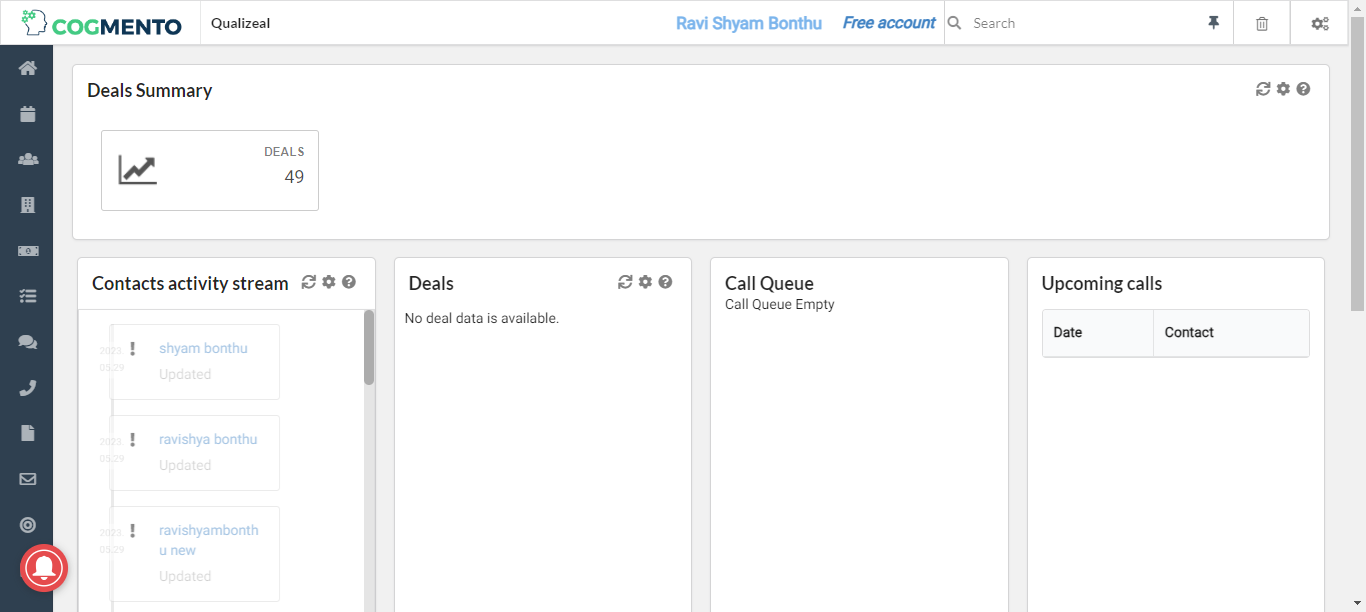 COGMENTO
Qualizeal
Ravi Shyam Bonthu
Free account
Search
Deals Summary
DEALS
49
Contacts activity stream
2023.
05:29
shyam bonthu
Updated
2023.
05:29
ravishya bonthu
Updated
2023.
05:29
ravishyambonth
u new
Updated
Deals
No deal data is available.
Call Queue
Call Queue Empty
Upcoming calls
Date
Contact